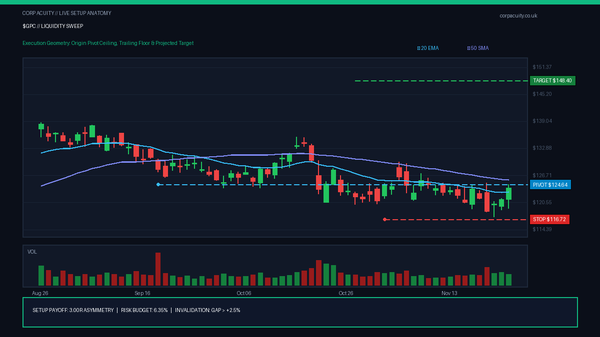 CORP ACUITY // LIVE SETUP ANATOMY
corpacuity.co.uk
$GPC // LIQUIDITY SWEEP
Execution Geometry: Origin Pivot Ceiling, Trailing Floor & Projected Target
20 EMA
50 SMA
$151.37
TARGET $148.40
$145.20
$139.04
$132.88
$126.71
PIVOT $124.64
$120.55
STOP $116.72
$114.39
VOL
Aug 26 Sep 16 Oct 06 Oct 26 Nov 13
SETUP PAYOFF: 3.00R ASYMMETRY | RISK BUDGET: 6.35% | INVALIDATION: GAP > +2.5%